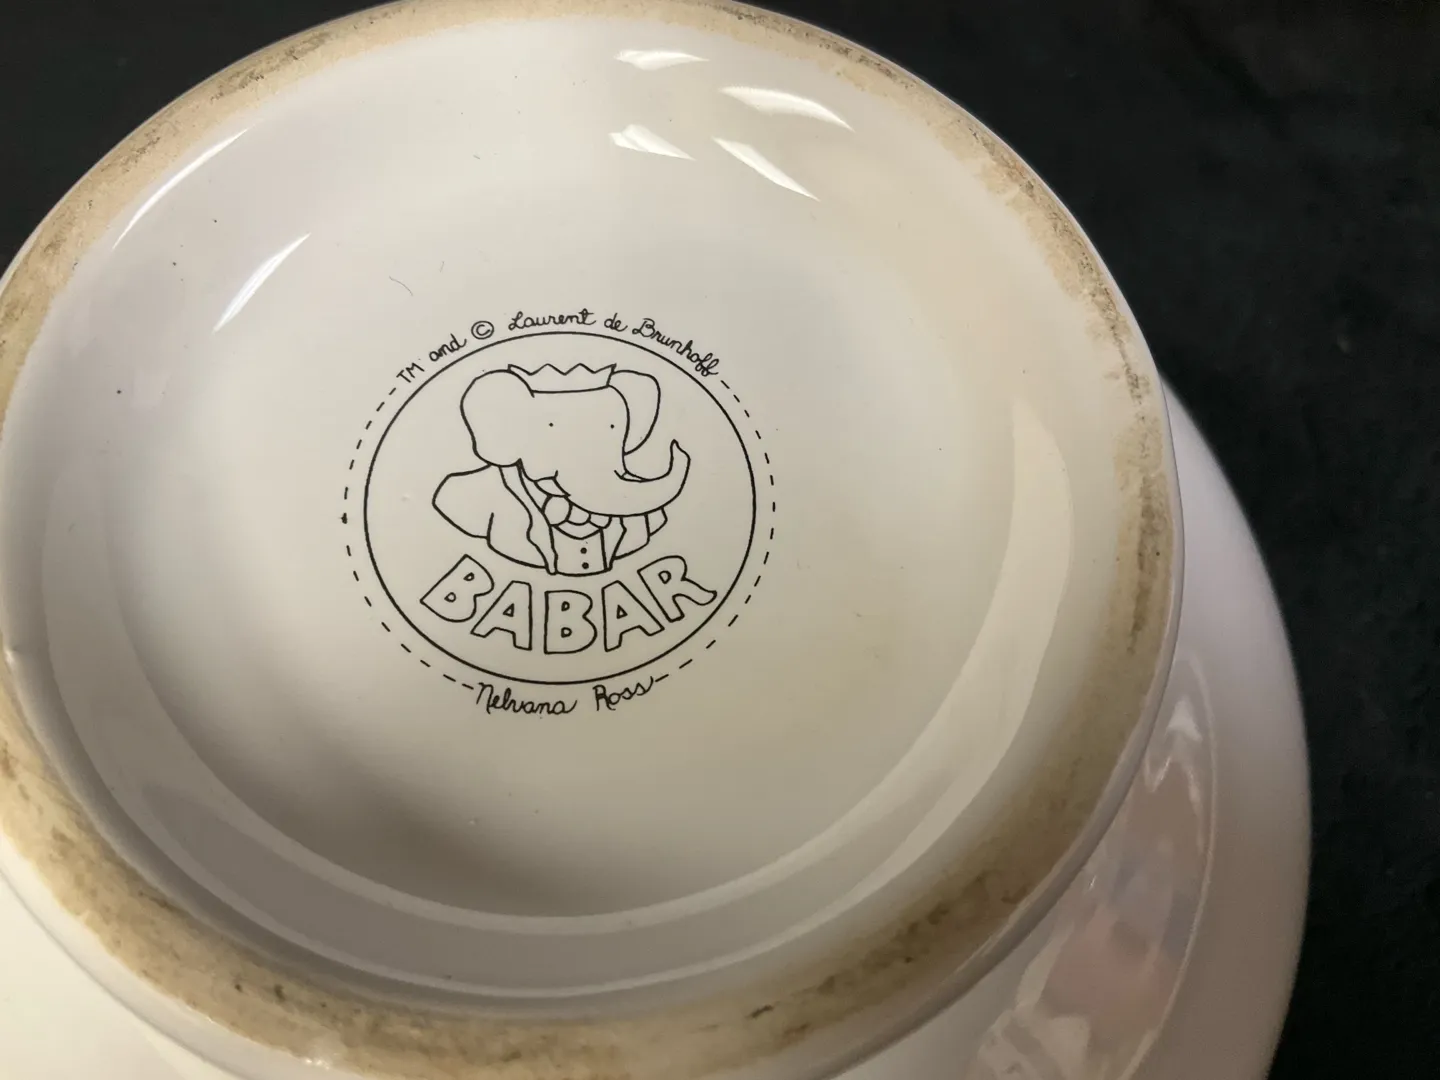 TM and © Laurent de Brunhoff
BABAR
Nelvana Ross